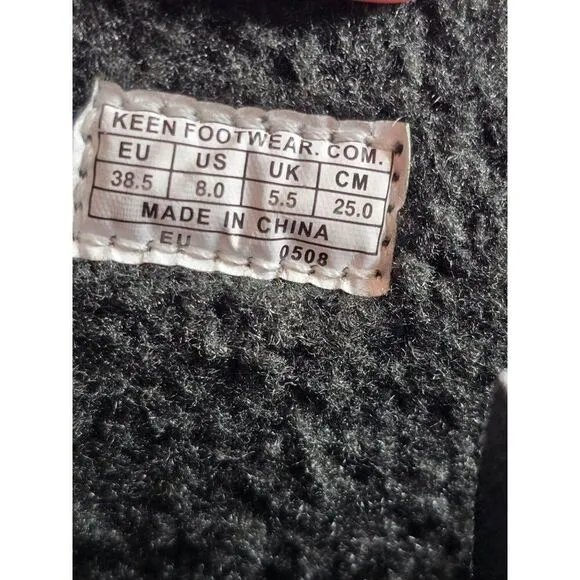 KEEN FOOTWEAR. COM.
EU US UK CM
38.5 8.0 5.5 25.0
MADE IN CHINA
EU 0508